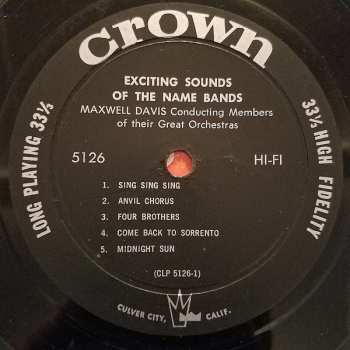 crown
EXCITING SOUNDS
OF THE NAME BANDS
MAXWELL DAVIS Conducting Members
of their Great Orchestras
5126 HI-FI
LONG PLAYING 33⅓
33⅓ HIGH FIDELITY
1. SING SING SING
2. ANVIL CHORUS
3. FOUR BROTHERS
4. COME BACK TO SORRENTO
5. MIDNIGHT SUN
(CLP 5126-1)
CULVER CITY, CALIF.